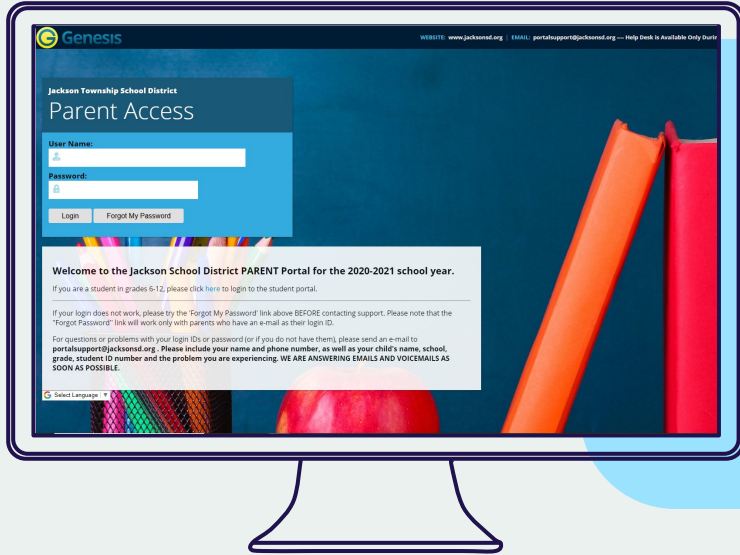 Genesis
WEBSITE: www.jacksonsd.org | EMAIL: portalsupport@jacksonsd.org --- Help Desk is Available Only Durin
Jackson Township School District
Parent Access
User Name:
Password:
Login Forgot My Password
Welcome to the Jackson School District PARENT Portal for the 2020-2021 school year.
If you are a student in grades 6-12, please click here to login to the student portal.
If your login does not work, please try the 'Forgot My Password' link above BEFORE contacting support. Please note that the
"Forgot Password" link will work only with parents who have an e-mail as their login ID.
For questions or problems with your login IDs or password (or if you do not have them), please send an e-mail to
portalsupport@jacksonsd.org . Please include your name and phone number, as well as your child's name, school,
grade, student ID number and the problem you are experiencing. WE ARE ANSWERING EMAILS AND VOICEMAILS AS
SOON AS POSSIBLE.
G Select Language | ▼